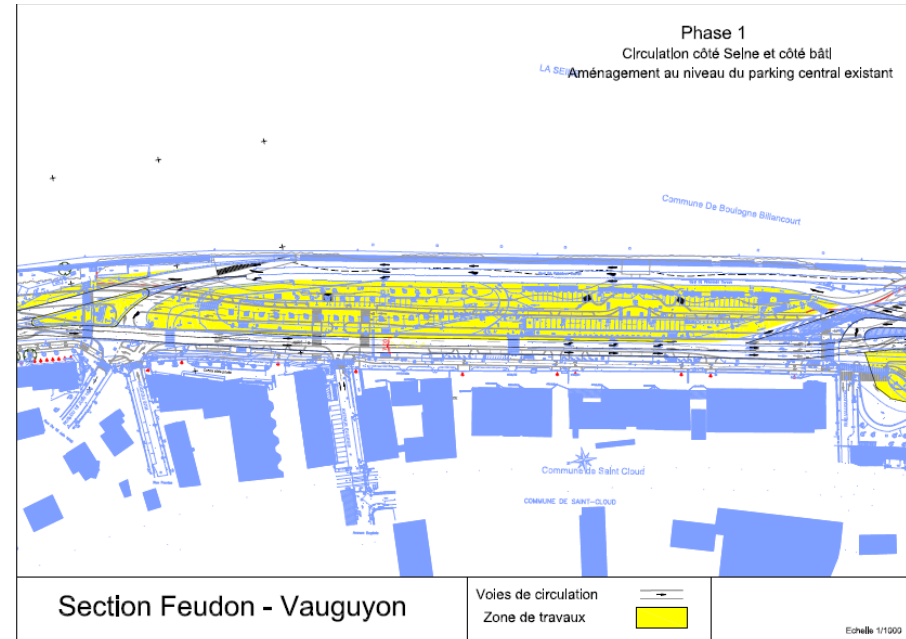 Phase 1
Circulation côté Seine et côté bâti
LA SEINE
Aménagement au niveau du parking central existant
Commune De Boulogne Billancourt
Commune de Saint Cloud
COMMUNE DE SAINT-CLOUD
Section Feudon - Vauguyon
Voies de circulation
Zone de travaux
Echelle 1/1000